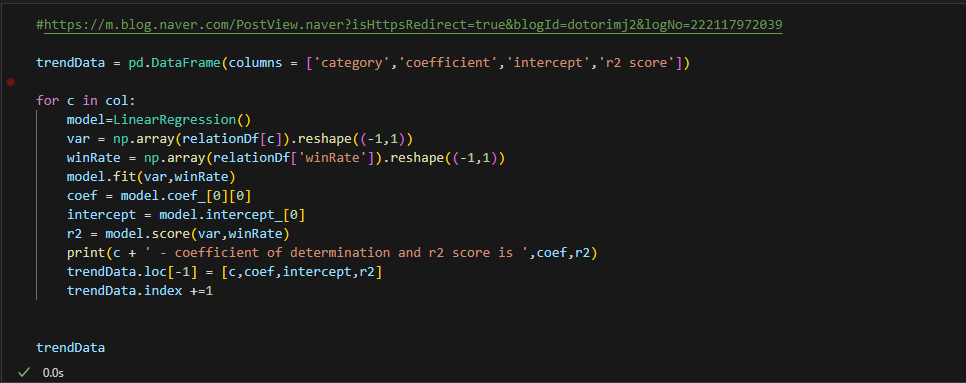 #https://m.blog.naver.com/PostView.naver?isHttpsRedirect=true&blogId=dotorimj2&logNo=222117972039
trendData = pd.DataFrame(columns = ['category','coefficient','intercept','r2 score'])
for c in col:
    model=LinearRegression()
    var = np.array(relationDf[c]).reshape((-1,1))
    winRate = np.array(relationDf['winRate']).reshape((-1,1))
    model.fit(var,winRate)
    coef = model.coef_[0][0]
    intercept = model.intercept_[0]
    r2 = model.score(var,winRate)
    print(c + ' - coefficient of determination and r2 score is ',coef,r2)
    trendData.loc[-1] = [c,coef,intercept,r2]
    trendData.index +=1
trendData
0.0s